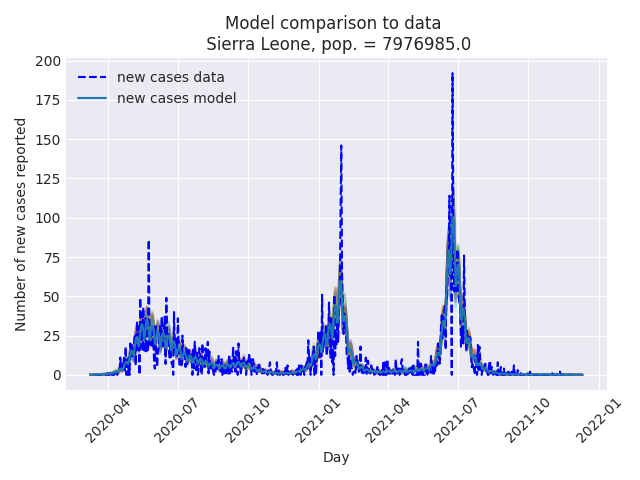 Model comparison to data
Sierra Leone, pop. = 7976985.0
new cases data
new cases model
Number of new cases reported
200
175
150
125
100
75
50
25
0
2020-04
2020-07
2020-10
2021-01
2021-04
2021-07
2021-10
2022-01
Day